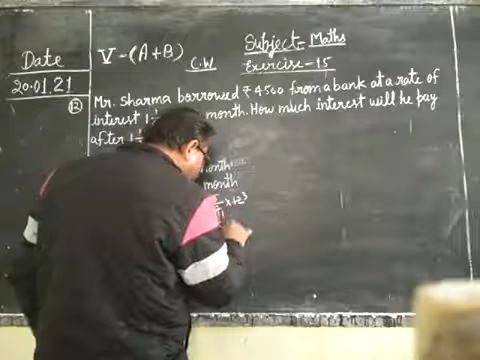 Date
20.01.21
V-(A+B)
C.W
Subject- Maths
Exercise-15
12
Mr. Sharma borrowed ₹4500 from a bank at a rate of
interest 1 month. How much interest will he pay
after 1
month
month